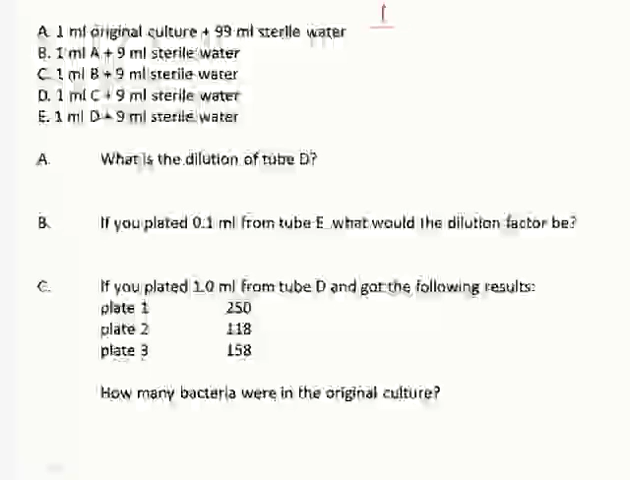 1
A. 1 ml original culture + 99 ml sterile water
B. 1 ml A + 9 ml sterile water
C. 1 ml B + 9 ml sterile water
D. 1 ml C + 9 ml sterile water
E. 1 ml D + 9 ml sterile water
A. What is the dilution of tube D?
B. If you plated 0.1 ml from tube E what would the dilution factor be?
C. If you plated 1.0 ml from tube D and got the following results:
plate 1 250
plate 2 118
plate 3 158
How many bacteria were in the original culture?